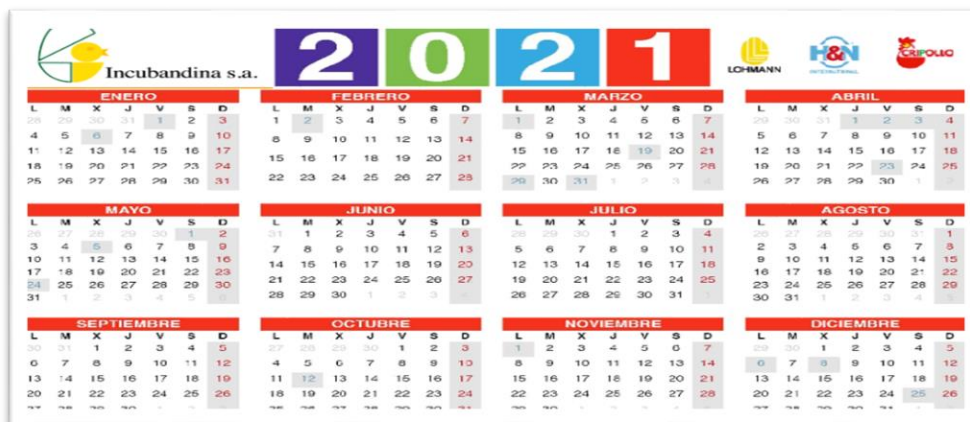 Incubandina s.a.
2021
LOHMANN
H&N
INTERNATIONAL
CRIPOLLO
ENERO
L M X J V S D
28 29 30 31 1 2 3
4 5 6 7 8 9 10
11 12 13 14 15 16 17
18 19 20 21 22 23 24
25 26 27 28 29 30 31
FEBRERO
L M X J V S D
1 2 3 4 5 6 7
8 9 10 11 12 13 14
15 16 17 18 19 20 21
22 23 24 25 26 27 28
MARZO
L M X J V S D
1 2 3 4 5 6 7
8 9 10 11 12 13 14
15 16 17 18 19 20 21
22 23 24 25 26 27 28
29 30 31 1 2 3 4
ABRIL
L M X J V S D
29 30 31 1 2 3 4
5 6 7 8 9 10 11
12 13 14 15 16 17 18
19 20 21 22 23 24 25
26 27 28 29 30 1 2
MAYO
L M X J V S D
26 27 28 29 30 1 2
3 4 5 6 7 8 9
10 11 12 13 14 15 16
17 18 19 20 21 22 23
24 25 26 27 28 29 30
31 1 2 3 4 5 6
JUNIO
L M X J V S D
31 1 2 3 4 5 6
7 8 9 10 11 12 13
14 15 16 17 18 19 20
21 22 23 24 25 26 27
28 29 30 1 2 3 4
JULIO
L M X J V S D
28 29 30 1 2 3 4
5 6 7 8 9 10 11
12 13 14 15 16 17 18
19 20 21 22 23 24 25
26 27 28 29 30 31 1
AGOSTO
L M X J V S D
26 27 28 29 30 31 1
2 3 4 5 6 7 8
9 10 11 12 13 14 15
16 17 18 19 20 21 22
23 24 25 26 27 28 29
30 31 1 2 3 4 5
SEPTIEMBRE
L M X J V S D
30 31 1 2 3 4 5
6 7 8 9 10 11 12
13 14 15 16 17 18 19
20 21 22 23 24 25 26
OCTUBRE
L M X J V S D
27 28 29 30 1 2 3
4 5 6 7 8 9 10
11 12 13 14 15 16 17
18 19 20 21 22 23 24
NOVIEMBRE
L M X J V S D
1 2 3 4 5 6 7
8 9 10 11 12 13 14
15 16 17 18 19 20 21
22 23 24 25 26 27 28
DICIEMBRE
L M X J V S D
29 30 1 2 3 4 5
6 7 8 9 10 11 12
13 14 15 16 17 18 19
20 21 22 23 24 25 26